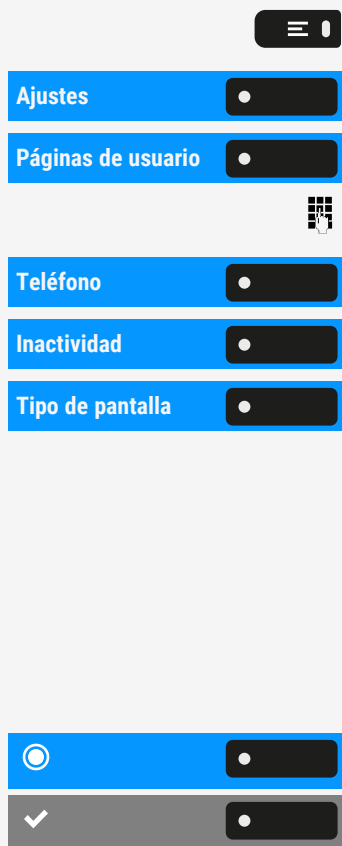 Ajustes
Páginas de usuario
Teléfono
Inactividad
Tipo de pantalla